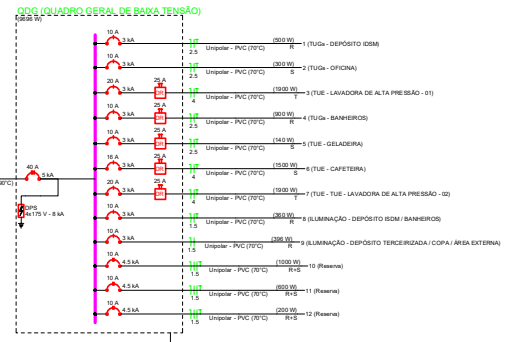 QDG (QUADRO GERAL DE BAIXA TENSÃO)
(9696 W)
10 A
3 kA
2.5
Unipolar - PVC (70°C)
(500 W)
R
1 (TUGs - DEPÓSITO IDSM)
10 A
3 kA
2.5
Unipolar - PVC (70°C)
(300 W)
S
2 (TUGs - OFICINA)
20 A
3 kA
25 A
DR
4
Unipolar - PVC (70°C)
(1900 W)
T
3 (TUE - LAVADORA DE ALTA PRESSÃO - 01)
10 A
3 kA
25 A
DR
2.5
Unipolar - PVC (70°C)
(900 W)
R
4 (TUGs - BANHEIROS)
10 A
3 kA
25 A
DR
2.5
Unipolar - PVC (70°C)
(140 W)
S
5 (TUE - GELADEIRA)
16 A
3 kA
25 A
DR
4
Unipolar - PVC (70°C)
(1500 W)
S
6 (TUE - CAFETEIRA)
20 A
3 kA
25 A
DR
4
Unipolar - PVC (70°C)
(1900 W)
T
7 (TUE - TUE - LAVADORA DE ALTA PRESSÃO - 02)
40 A
5 kA
90°C)
DPS
4x175 V - 8 kA
10 A
3 kA
1.5
Unipolar - PVC (70°C)
(360 W)
R
8 (ILUMINAÇÃO - DEPÓSITO ISDM / BANHEIROS)
10 A
3 kA
1.5
Unipolar - PVC (70°C)
(396 W)
R
9 (ILUMINAÇÃO - DEPÓSITO TERCEIRIZADA / COPA / ÁREA EXTERNA)
10 A
4.5 kA
1.5
Unipolar - PVC (70°C)
(1000 W)
R+S
10 (Reserva)
10 A
4.5 kA
1.5
Unipolar - PVC (70°C)
(600 W)
R+S
11 (Reserva)
10 A
4.5 kA
1.5
Unipolar - PVC (70°C)
(200 W)
R+S
12 (Reserva)